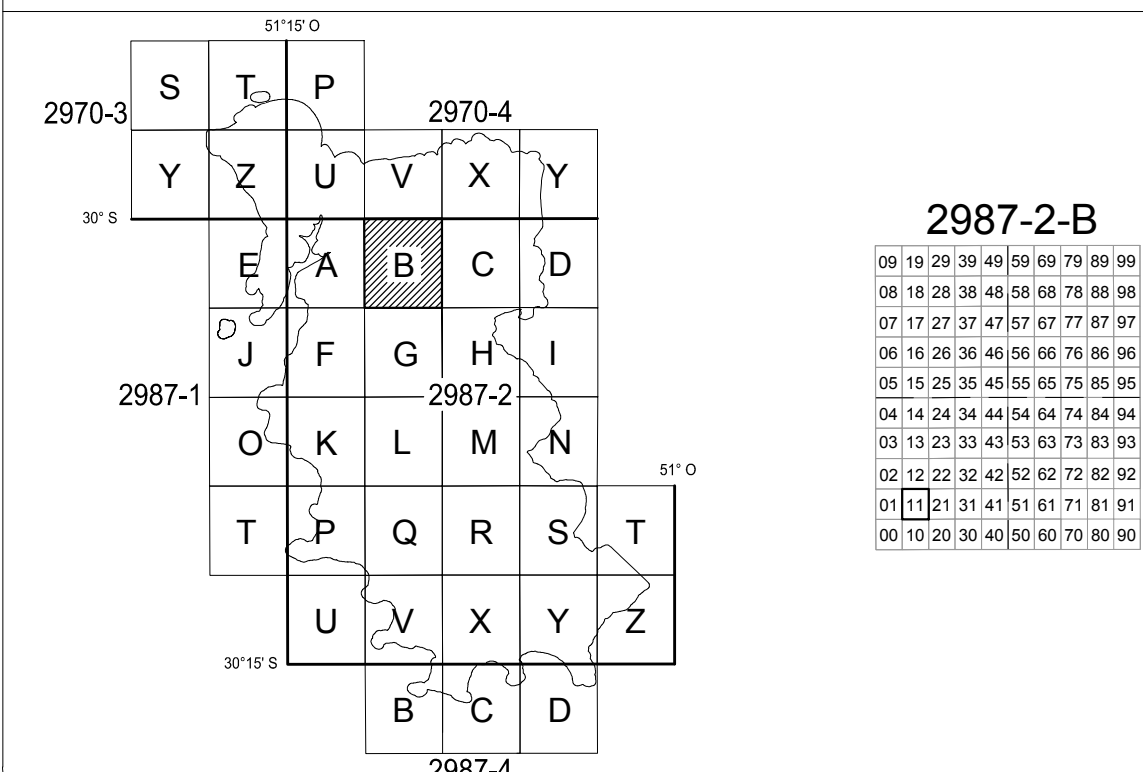 51°15' O
S T P
2970-3 2970-4
Y Z U V X Y
30° S
E A B C D
J F G H I
2987-1 2987-2
O K L M N
51° O
T P Q R S T
U V X Y Z
30°15' S
B C D
2987-4
2987-2-B
09 19 29 39 49 59 69 79 89 99
08 18 28 38 48 58 68 78 88 98
07 17 27 37 47 57 67 77 87 97
06 16 26 36 46 56 66 76 86 96
05 15 25 35 45 55 65 75 85 95
04 14 24 34 44 54 64 74 84 94
03 13 23 33 43 53 63 73 83 93
02 12 22 32 42 52 62 72 82 92
01 11 21 31 41 51 61 71 81 91
00 10 20 30 40 50 60 70 80 90